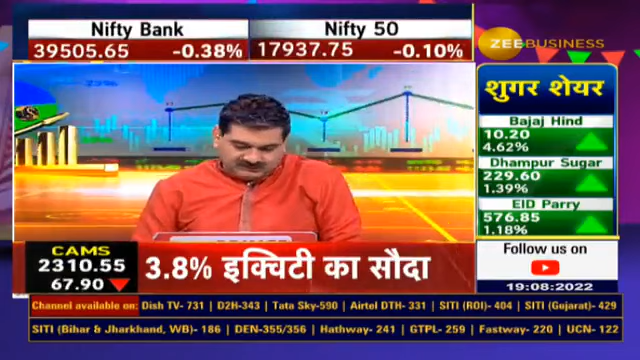 Nifty Bank
39505.65 -0.38%
Nifty 50
17937.75 -0.10%
ZEE BUSINESS
शुगर शेयर
Bajaj Hind
10.20
4.62%
Dhampur Sugar
229.60
1.39%
EID Parry
576.85
1.18%
CAMS
2310.55
67.90
3.8% इक्विटी का सौदा
Follow us on
19:08:2022
Channel available on: Dish TV- 731 | D2H-343 | Tata Sky-590 | Airtel DTH- 331 | SITI (ROI)- 404 | SITI (Gujarat)- 429
SITI (Bihar & Jharkhand, WB)- 186 | DEN-355/356 | Hathway- 241 | GTPL- 259 | Fastway- 220 | UCN- 122